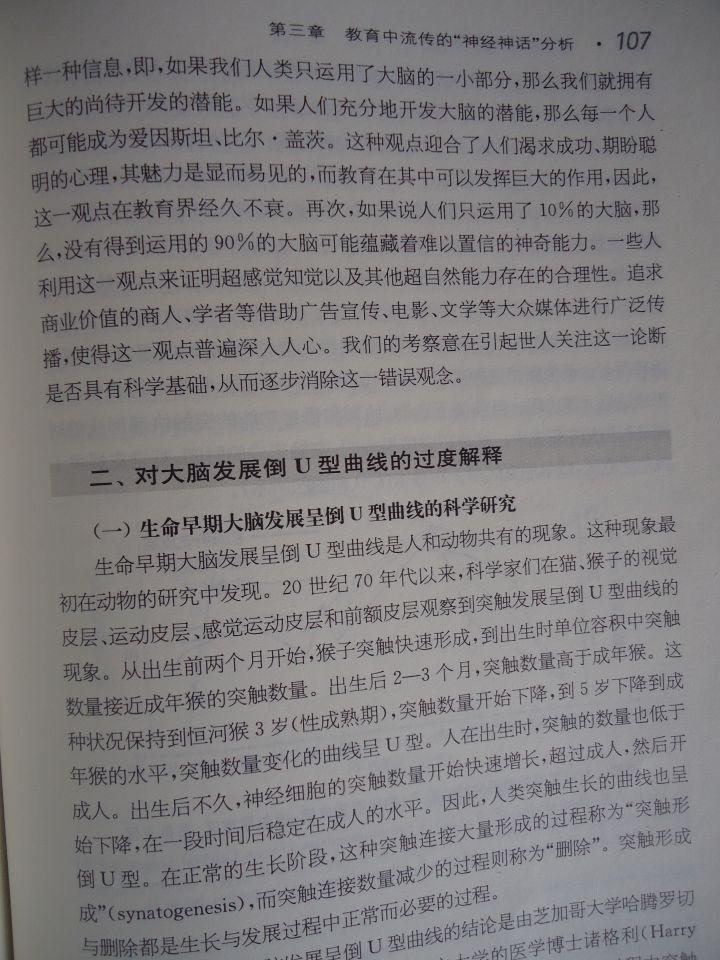 第三章 教育中流传的“神经神话”分析 · 107
样一种信息，即，如果我们人类只运用了大脑的一小部分，那么我们就拥有
巨大的尚待开发的潜能。如果人们充分地开发大脑的潜能，那么每一个人
都可能成为爱因斯坦、比尔·盖茨。这种观点迎合了人们渴求成功、期盼聪
明的心理，其魅力是显而易见的，而教育在其中可以发挥巨大的作用，因此，
这一观点在教育界经久不衰。再次，如果说人们只运用了10%的大脑，那
么，没有得到运用的90%的大脑可能蕴藏着难以置信的神奇能力。一些人
利用这一观点来证明超感觉知觉以及其他超自然能力存在的合理性。追求
商业价值的商人、学者等借助广告宣传、电影、文学等大众媒体进行广泛传
播，使得这一观点普遍深入人心。我们的考察意在引起世人关注这一论断
是否具有科学基础，从而逐步消除这一错误观念。
二、对大脑发展倒U型曲线的过度解释
（一）生命早期大脑发展呈倒U型曲线的科学研究
生命早期大脑发展呈倒U型曲线是人和动物共有的现象。这种现象最
初在动物的研究中发现。20世纪70年代以来，科学家们在猫、猴子的视觉
皮层、运动皮层、感觉运动皮层和前额皮层观察到突触发展呈倒U型曲线的
现象。从出生前两个月开始，猴子突触快速形成，到出生时单位容积中突触
数量接近成年猴的突触数量。出生后2—3个月，突触数量高于成年猴。这
种状况保持到恒河猴3岁（性成熟期），突触数量开始下降，到5岁下降到成
年猴的水平，突触数量变化的曲线呈U型。人在出生时，突触的数量也低于
成人。出生后不久，神经细胞的突触数量开始快速增长，超过成人，然后开
始下降，在一段时间后稳定在成人的水平。因此，人类突触生长的曲线也呈
倒U型。在正常的生长阶段，这种突触连接大量形成的过程称为“突触形
成”（synatogenesis），而突触连接数量减少的过程则称为“删除”。突触形成
与删除都是生长与发展过程中正常而必要的过程。
发展呈倒U型曲线的结论是由芝加哥大学哈腾罗切
大学的医学博士诸格利（Harry